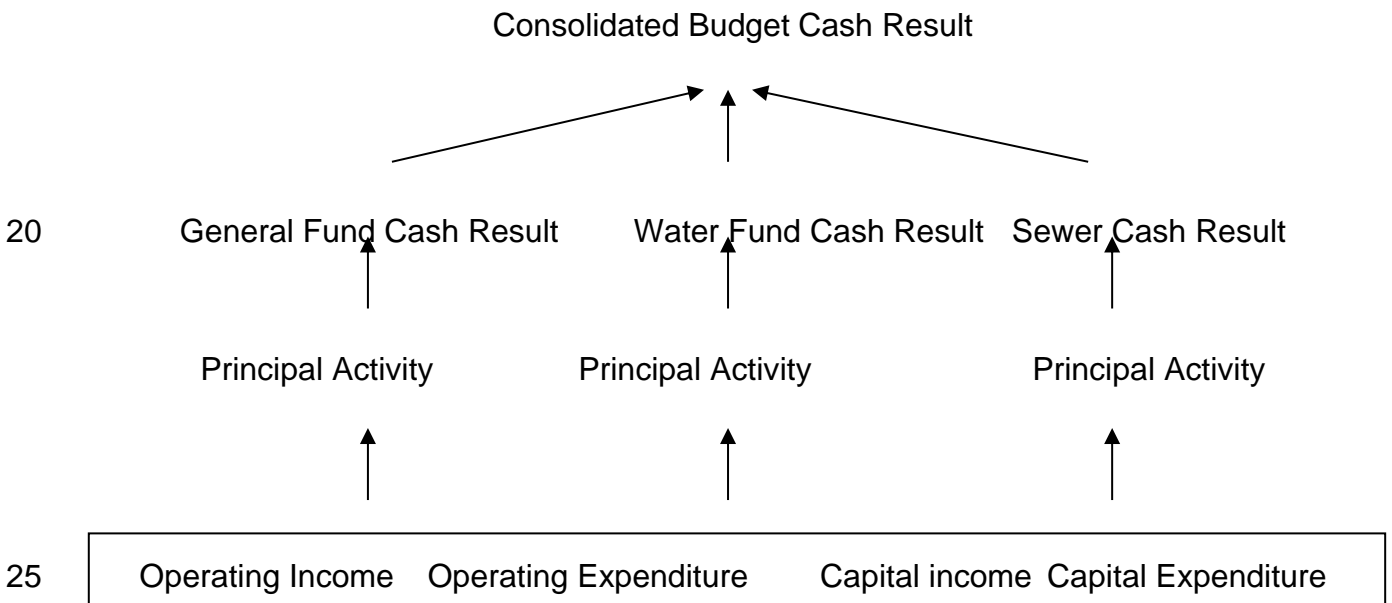 Consolidated Budget Cash Result
20 General Fund Cash Result Water Fund Cash Result Sewer Cash Result
Principal Activity Principal Activity Principal Activity
25 Operating Income Operating Expenditure Capital income Capital Expenditure